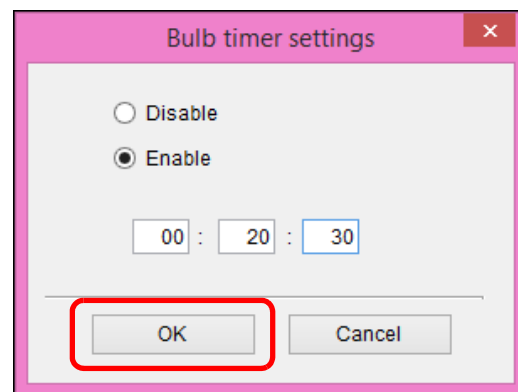 Bulb timer settings
Disable
Enable
00 : 20 : 30
OK Cancel